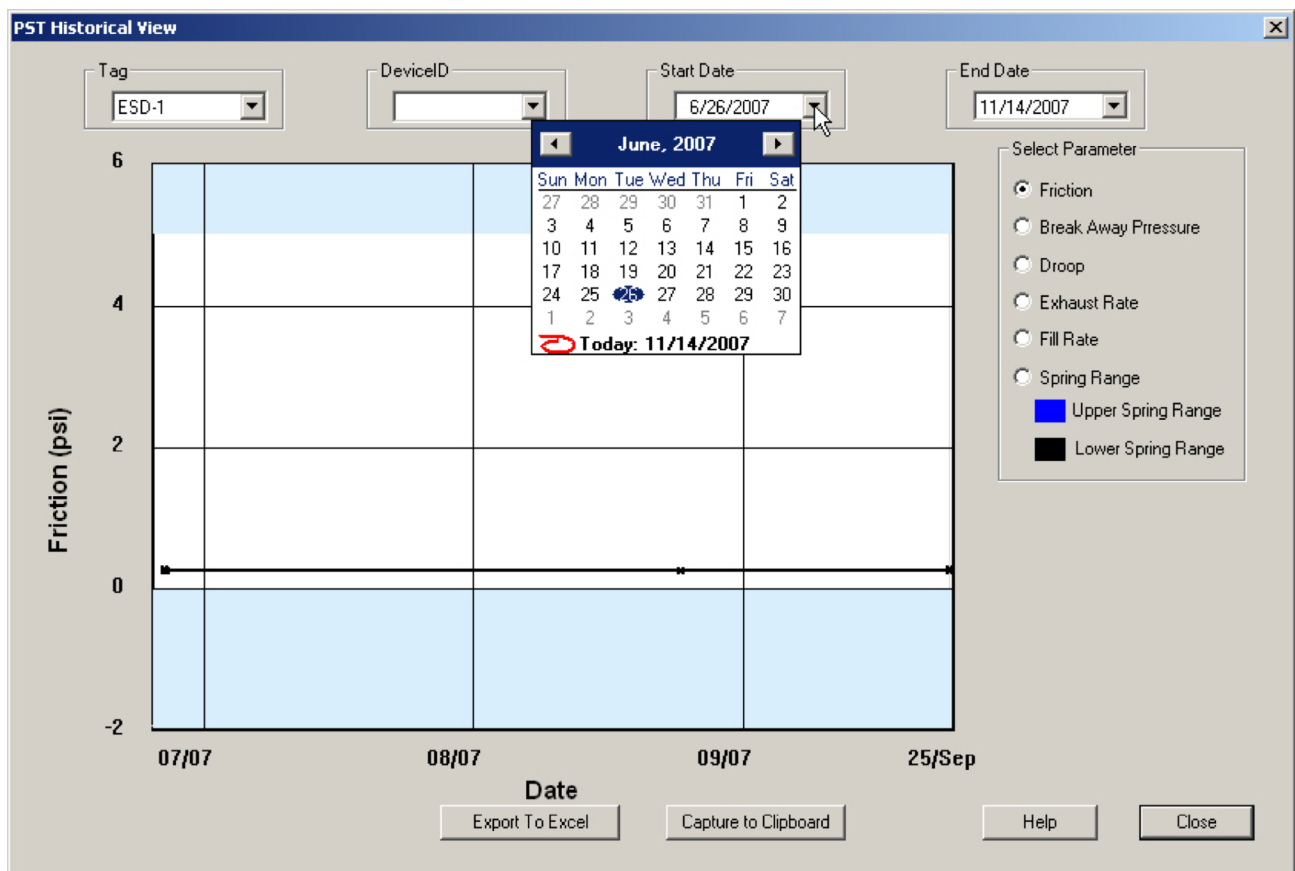 PST Historical View
Tag
DeviceID
Start Date
End Date
ESD-1
6/26/2007
11/14/2007
June, 2007
Sun Mon Tue Wed Thu Fri Sat
27 28 29 30 31 1 2
3 4 5 6 7 8 9
10 11 12 13 14 15 16
17 18 19 20 21 22 23
24 25 26 27 28 29 30
1 2 3 4 5 6 7
Today: 11/14/2007
Select Parameter
Friction
Break Away Prressure
Droop
Exhaust Rate
Fill Rate
Spring Range
Upper Spring Range
Lower Spring Range
Friction (psi)
6
4
2
0
-2
07/07 08/07 09/07 25/Sep
Date
Export To Excel
Capture to Clipboard
Help
Close